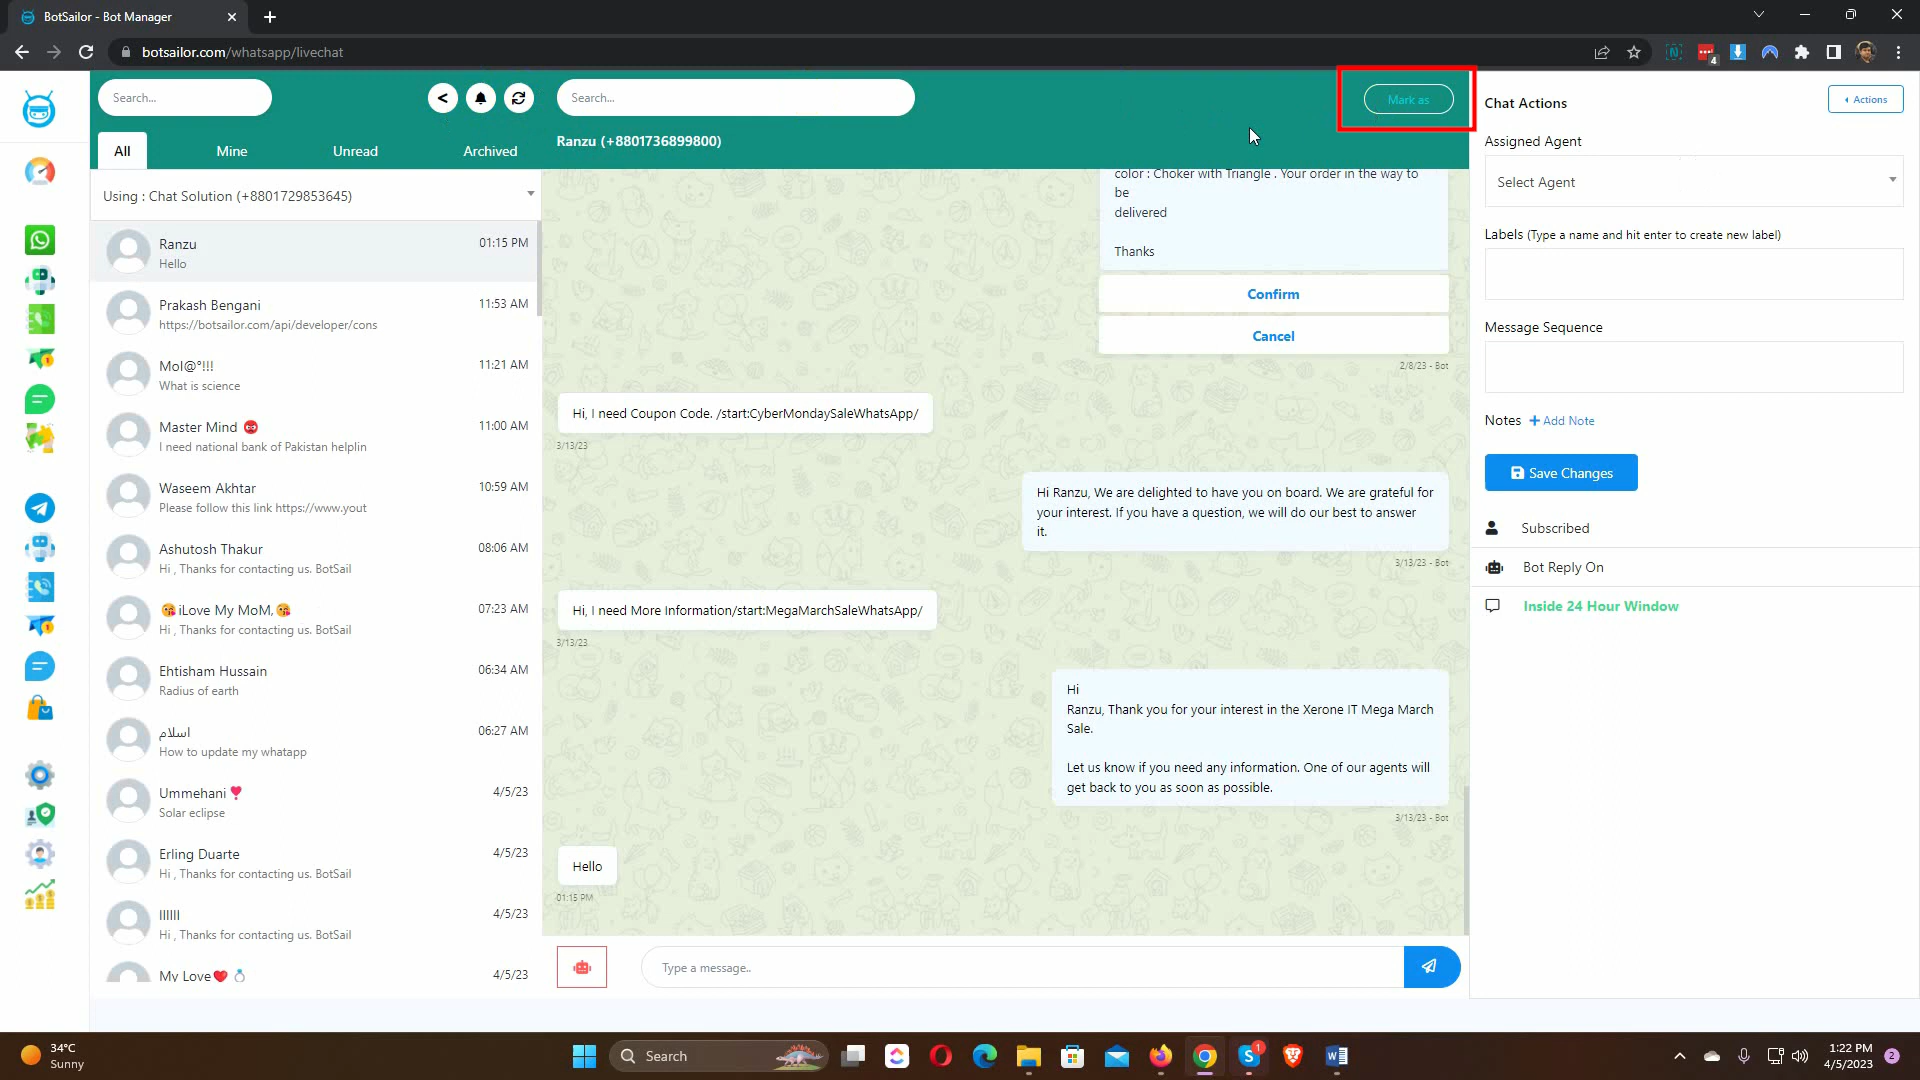 BotSailor - Bot Manager
botsailor.com/whatsapp/livechat
4
Search...
<
Search...
Mark as
Ranzu (+8801736899800)
All
Mine
Unread
Archived
Using : Chat Solution (+8801729853645)
Ranzu
01:15 PM
Hello
Prakash Bengani
11:53 AM
https://botsailor.com/api/developer/cons
Mol@°!!!
11:21 AM
What is science
Master Mind
11:00 AM
I need national bank of Pakistan helplin
Waseem Akhtar
10:59 AM
Please follow this link https://www.yout
Ashutosh Thakur
08:06 AM
Hi , Thanks for contacting us. BotSail
iLove My MoM,
07:23 AM
Hi , Thanks for contacting us. BotSail
Ehtisham Hussain
06:34 AM
Radius of earth
اسلام
06:27 AM
How to update my whatapp
Ummehani
4/5/23
Solar eclipse
Erling Duarte
4/5/23
Hi , Thanks for contacting us. BotSail
llllll
4/5/23
Hi , Thanks for contacting us. BotSail
My Love
4/5/23
color : Choker with Triangle . Your order in the way to
be
delivered
Thanks
Confirm
Cancel
2/8/23 - Bot
Hi, I need Coupon Code. /start:CyberMondaySaleWhatsApp/
3/13/23
Hi Ranzu, We are delighted to have you on board. We are grateful for
your interest. If you have a question, we will do our best to answer
it.
3/13/23 - Bot
Hi, I need More Information/start:MegaMarchSaleWhatsApp/
3/13/23
Hi
Ranzu, Thank you for your interest in the Xerone IT Mega March
Sale.
Let us know if you need any information. One of our agents will
get back to you as soon as possible.
3/13/23 - Bot
Hello
01:15 PM
Type a message..
Chat Actions
Actions
Assigned Agent
Select Agent
Labels (Type a name and hit enter to create new label)
Message Sequence
Notes + Add Note
Save Changes
Subscribed
Bot Reply On
Inside 24 Hour Window
34°C
Sunny
Search
1
1:22 PM
4/5/2023
2